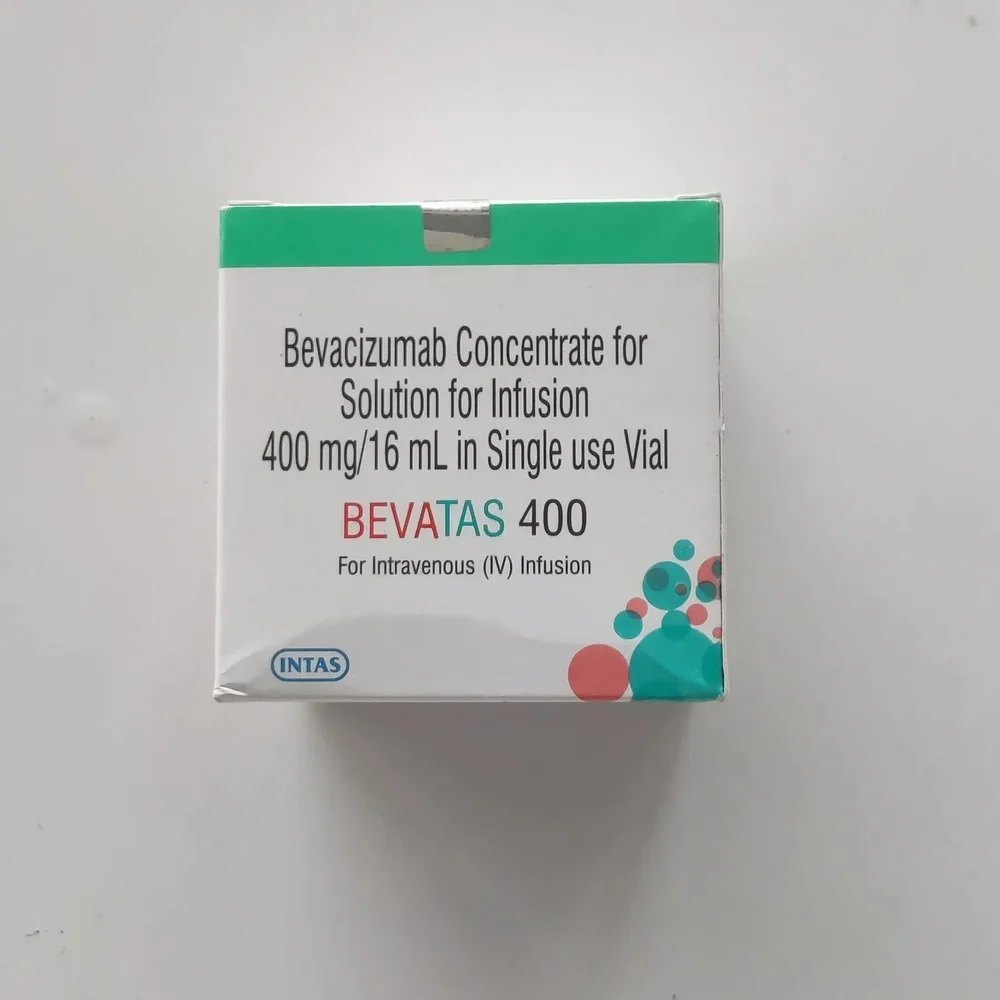 Bevacizumab Concentrate for
Solution for Infusion
400 mg/16 mL in Single use Vial
BEVATAS 400
For Intravenous (IV) Infusion
INTAS